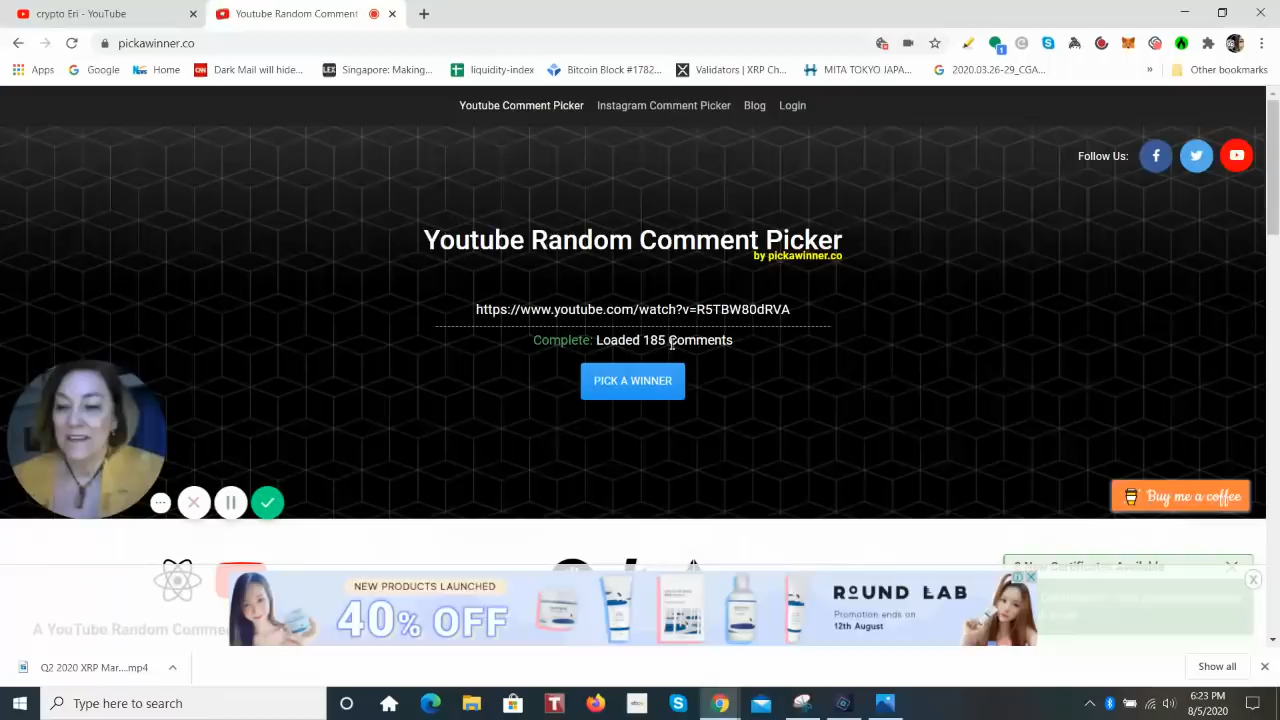 crypto Eri - YouTube
Youtube Random Comment
pickawinner.co
Apps
Google
Home
Dark Mail will hide...
Singapore: Making...
liquidity-index
Bitcoin Block #1782...
Validators | XRP Ch...
MITA TOKYO JAPA...
2020.03.26-29_CGA...
»
Other bookmarks
Youtube Comment Picker
Instagram Comment Picker
Blog
Login
Follow Us:
Youtube Random Comment Picker
by pickawinner.co
https://www.youtube.com/watch?v=R5TBW80dRVA
Complete: Loaded 185 Comments
PICK A WINNER
Buy me a coffee
NEW PRODUCTS LAUNCHED
40% OFF
ROUND LAB
Promotion ends on
12th August
A YouTube Random Comme
Q2 2020 XRP Mar....mp4
Show all
Type here to search
6:23 PM
8/5/2020